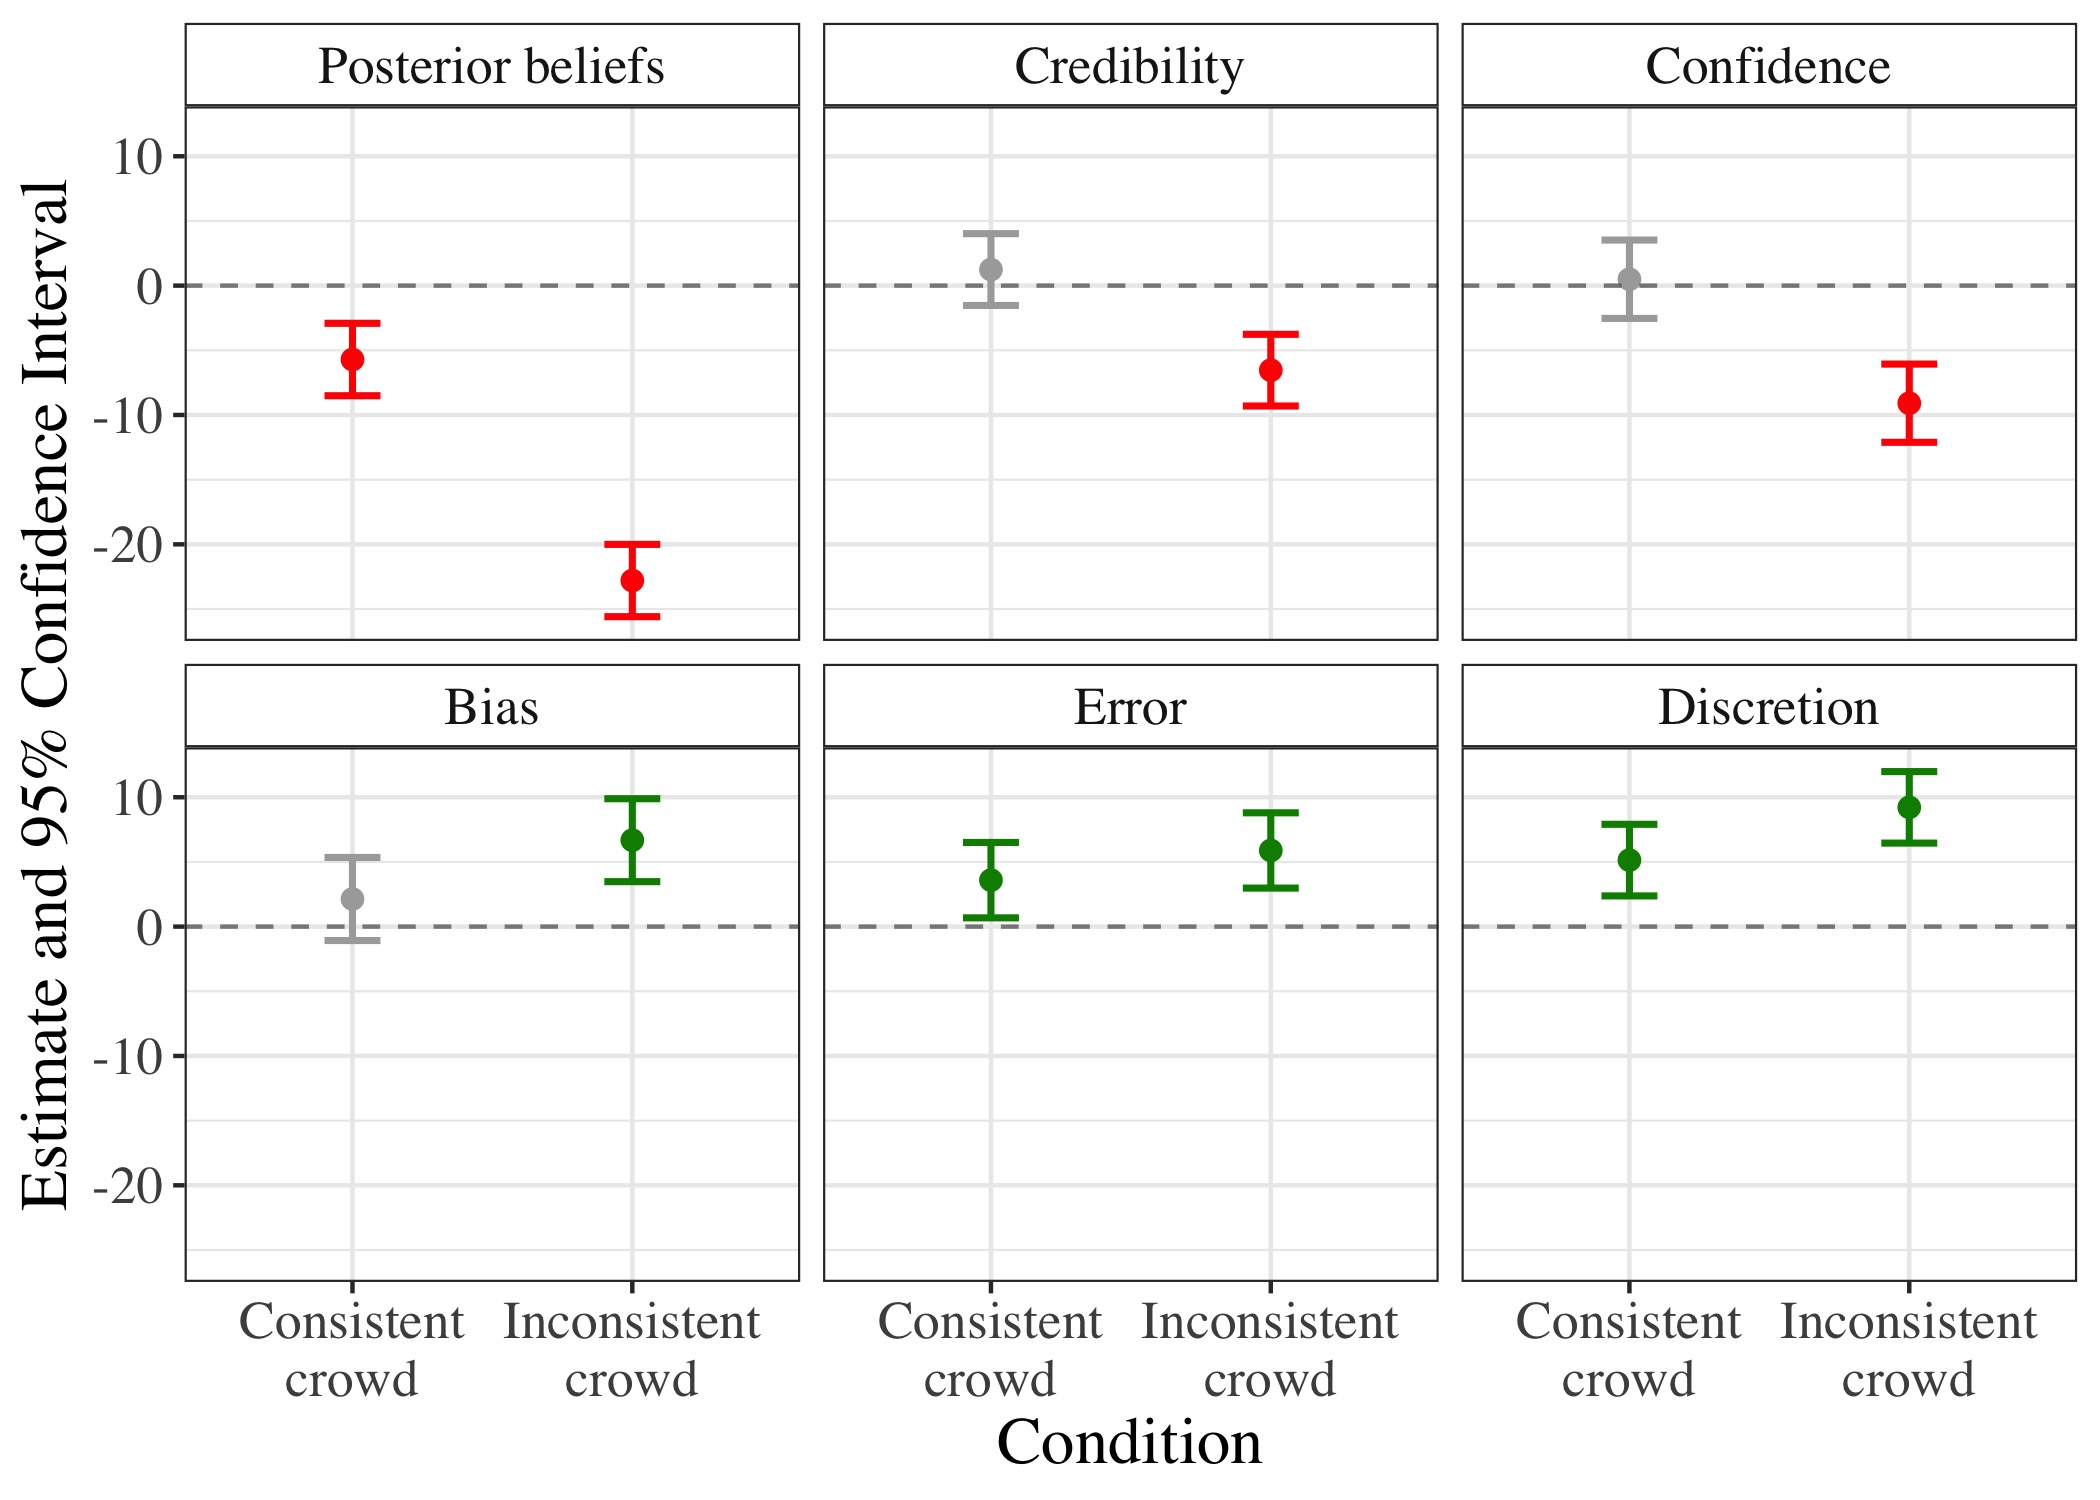 Posterior beliefs
Credibility
Confidence
10
0
-10
-20
Bias
Error
Discretion
10
0
-10
-20
Estimate and 95% Confidence Interval
Consistent
crowd
Inconsistent
crowd
Consistent
crowd
Inconsistent
crowd
Consistent
crowd
Inconsistent
crowd
Condition